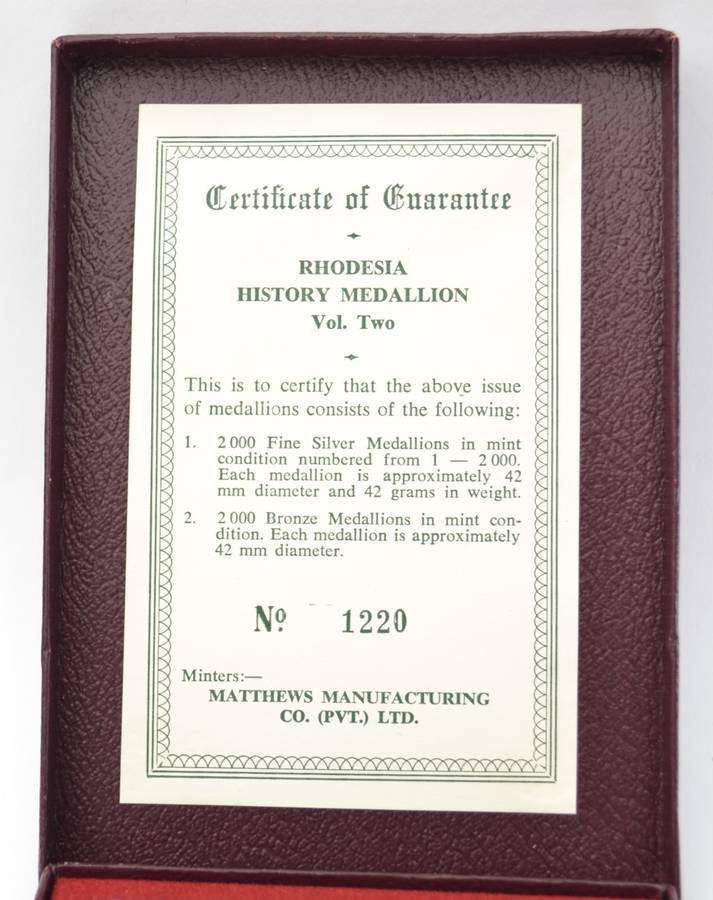 Certificate of Guarantee
RHODESIA
HISTORY MEDALLION
Vol. Two
This is to certify that the above issue
of medallions consists of the following:
1. 2 000 Fine Silver Medallions in mint
condition numbered from 1 — 2 000.
Each medallion is approximately 42
mm diameter and 42 grams in weight.
2. 2 000 Bronze Medallions in mint con-
dition. Each medallion is approximately
42 mm diameter.
Nº 1220
Minters:—
MATTHEWS MANUFACTURING
CO. (PVT.) LTD.